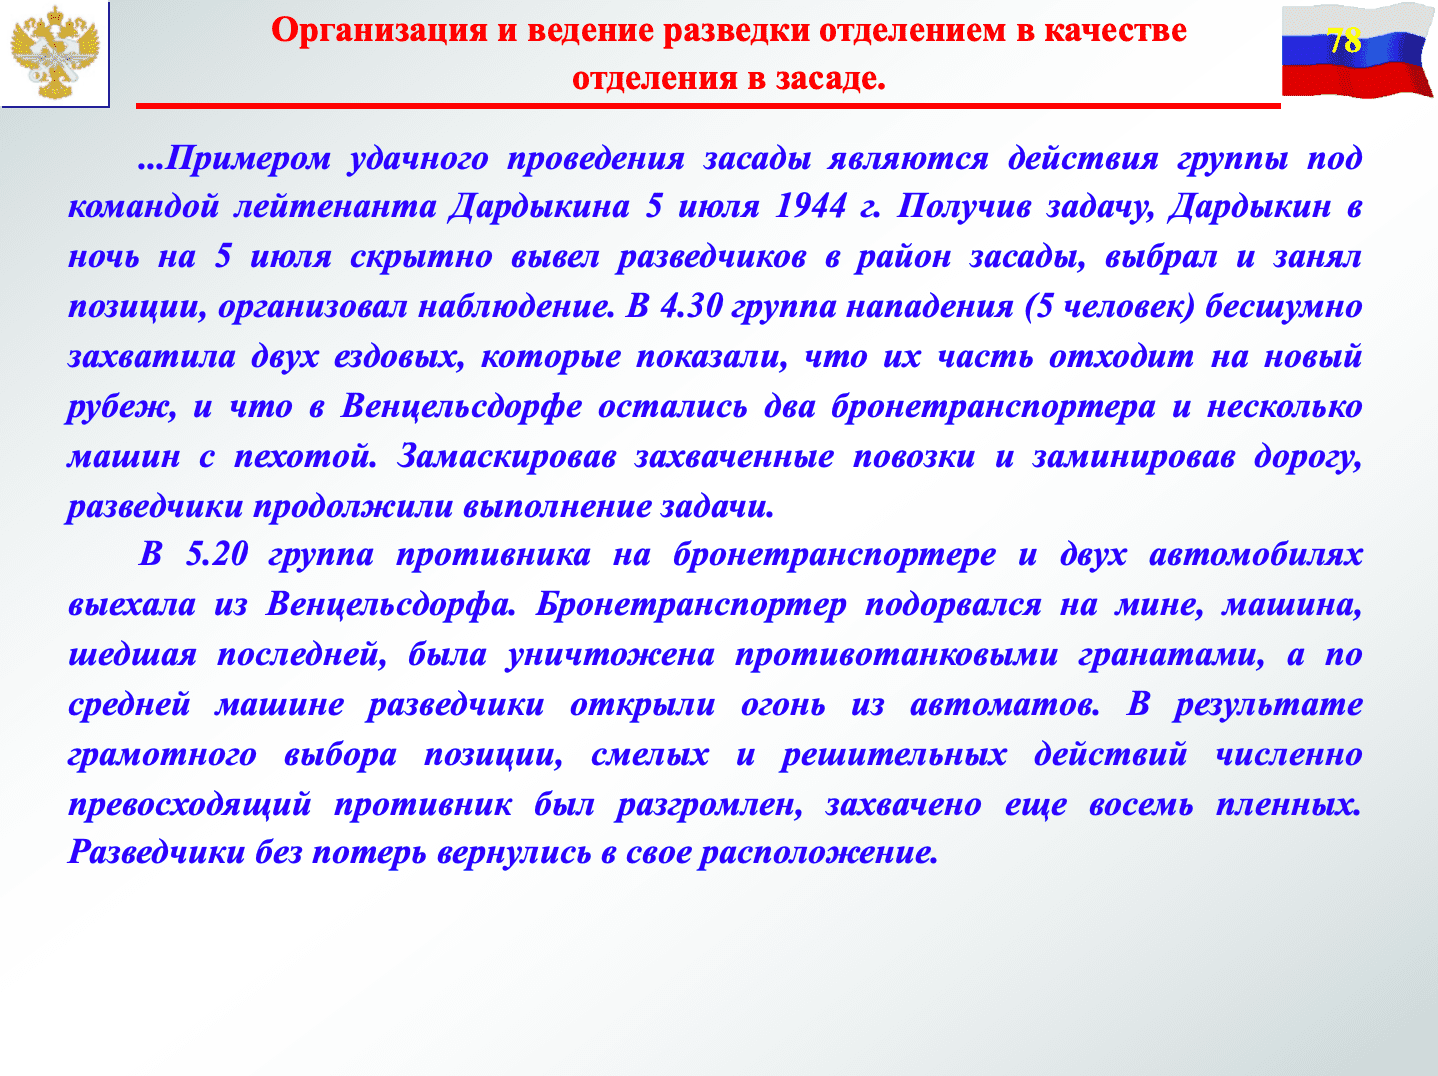 Организация и ведение разведки отделением в качестве
отделения в засаде.
78
...Примером удачного проведения засады являются действия группы под
командой лейтенанта Дардыкина 5 июля 1944 г. Получив задачу, Дардыкин в
ночь на 5 июля скрытно вывел разведчиков в район засады, выбрал и занял
позиции, организовал наблюдение. В 4.30 группа нападения (5 человек) бесшумно
захватила двух ездовых, которые показали, что их часть отходит на новый
рубеж, и что в Венцельсдорфе остались два бронетранспортера и несколько
машин с пехотой. Замаскировав захваченные повозки и заминировав дорогу,
разведчики продолжили выполнение задачи.
В 5.20 группа противника на бронетранспортере и двух автомобилях
выехала из Венцельсдорфа. Бронетранспортер подорвался на мине, машина,
шедшая последней, была уничтожена противотанковыми гранатами, а по
средней машине разведчики открыли огонь из автоматов. В результате
грамотного выбора позиции, смелых и решительных действий численно
превосходящий противник был разгромлен, захвачено еще восемь пленных.
Разведчики без потерь вернулись в свое расположение.